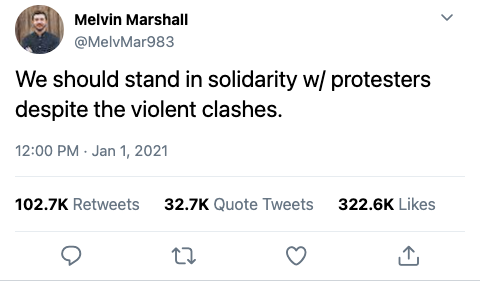 Melvin Marshall
@MelvMar983
We should stand in solidarity w/ protesters
despite the violent clashes.
12:00 PM · Jan 1, 2021
102.7K Retweets 32.7K Quote Tweets 322.6K Likes